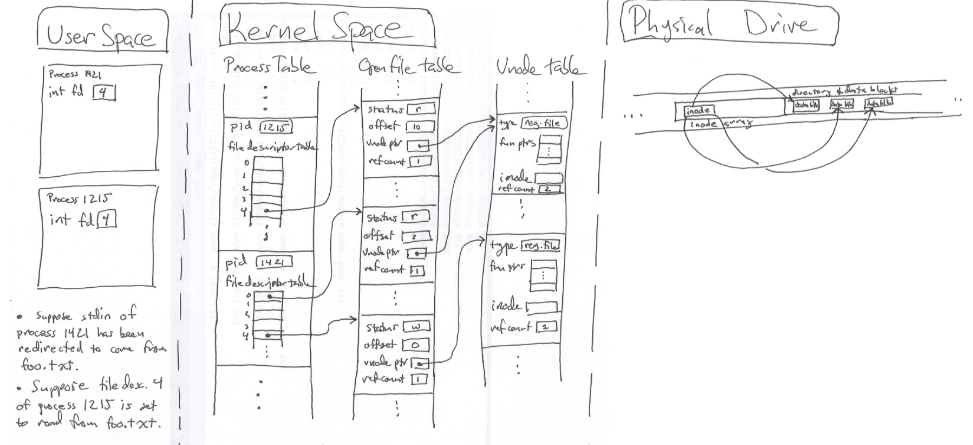 User Space
Process 1421
int fd 4
Process 1215
int fd 4
• Suppose stdin of
process 1421 has been
redirected to come from
foo.txt.
• Suppose file desc. 4
of process 1215 is set
to read from foo.txt.
Kernel Space
Process Table
pid 1215
file descriptor table
0
1
2
3
4
pid 1421
file descriptor table
0
1
2
3
4
Open file table
status r
offset 10
vnode ptr
ref count 1
status r
offset
vnode ptr
ref count 1
status w
offset 0
vnode ptr
ref count 1
Vnode table
type reg. file
fun ptrs
inode
ref count 2
type reg. file
fun ptrs
inode
ref count 1
Physical Drive
directory & data blocks
inode
data blk
data blk
data blk
inode array